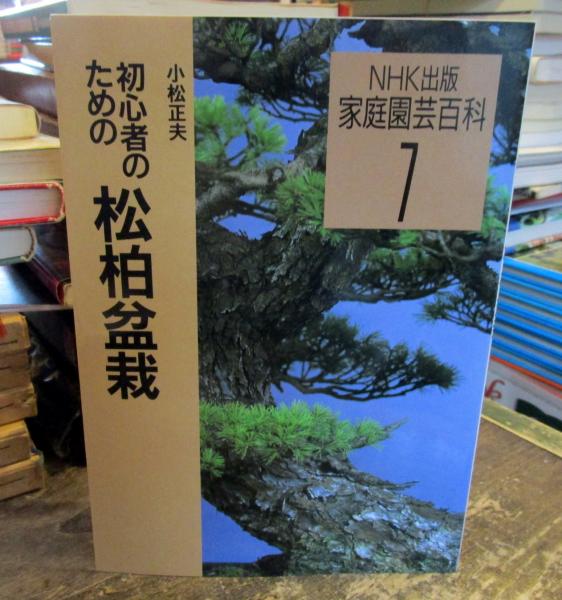 NHK出版
家庭園芸百科
7
小松正夫
初心者の
ための
松柏盆栽